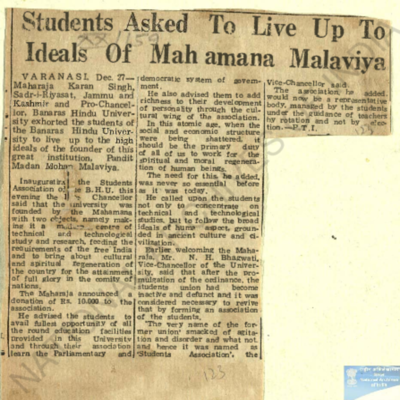 Students Asked To Live Up To
Ideals Of Mahamana Malaviya
VARANASI, Dec. 27—
Maharaja Karan Singh,
Sadr-i-Riyasat, Jammu and
Kashmir and Pro-Chancel-
lor, Banaras Hindu Univer-
sity exhorted the students of
the Banaras Hindu Univer-
sity to live up to the high
ideals of the founder of this
great institution, Pandit
Madan Mohan Malaviya.
Inaugurating the Students
Association of B.H.U. this
evening the Chancellor
said that the university was
founded by the Mahamana
with two objects, namely mak-
ing it a centre of
technical and technological
study and research, feeding the
requirements of the free India
and to bring about cultural
and spiritual regeneration of
the country for the attainment
of full glory in the comity of
nations.
The Maharaja announced a
donation of Rs. 10,000 to the
association.
He advised the students to
avail fullest opportunity of all
the round education facilities
provided in this University
and through their association
learn the Parliamentary and
democratic system of govern-
ment.
He also advised them to add
richness to their development
of personality through the cul-
tural wing of the association.
In this atomic age, when the
social and economic structure
were being shattered, it
should be the primary duty
of all of us to work for the
spiritual and moral regenera-
tion of human beings.
The need for this, he added,
was never so essential before
as it was today.
He called upon the students
not only to concentrate on
technical and technological
studies, but to follow the broad
ideals of human aspect, ground-
ed in ancient culture and ci-
vilization.
Earlier welcoming the Maha-
raja, Mr. N. H. Bhagwati,
Vice-Chancellor of the Univer-
sity, said that after the pro-
mulgation of the ordinance, the
students union had become
inactive and defunct and it was
considered necessary to revive
that by forming an association
of the students.
"The very name of the for-
mer union smacked of agita-
tion and disorder and what not,
and hence it was named as
'Students Association', the
Vice-Chancellor said.
The association, he added,
would now be a representative
body, managed by the students
under the guidance of teachers
by rotation and not by elec-
tion.—P.T.I.